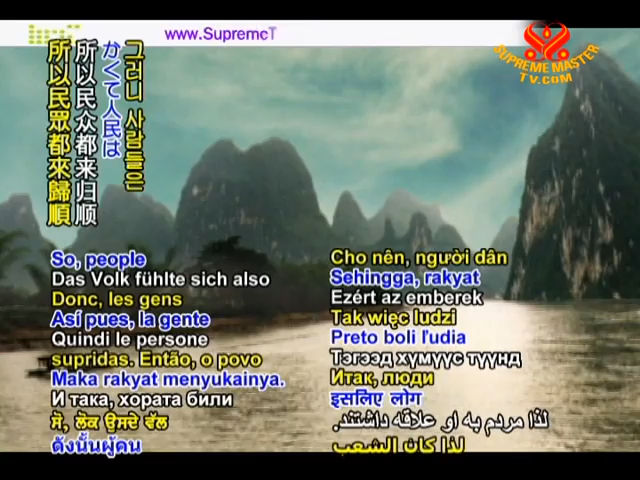 www.SupremeT
SUPREME MASTER
TV.COM
그러니 사람들은
かくて人民は
所以民众都来归顺
所以民眾都來歸順
So, people
Das Volk fühlte sich also
Donc, les gens
Así pues, la gente
Quindi le persone
supridas. Então, o povo
Maka rakyat menyukainya.
И така, хората били
ਸੋ, ਲੋਕ ਉਸਦੇ ਵੱਲ
ดังนั้นผู้คน
Cho nên, người dân
Sehingga, rakyat
Ezért az emberek
Tak więc ludzi
Preto boli ľudia
Тэгээд хүмүүс түүнд
Итак, люди
इसलिए लोग
لذا مردم به او علاقه داشتند.
لذا كان الشعب